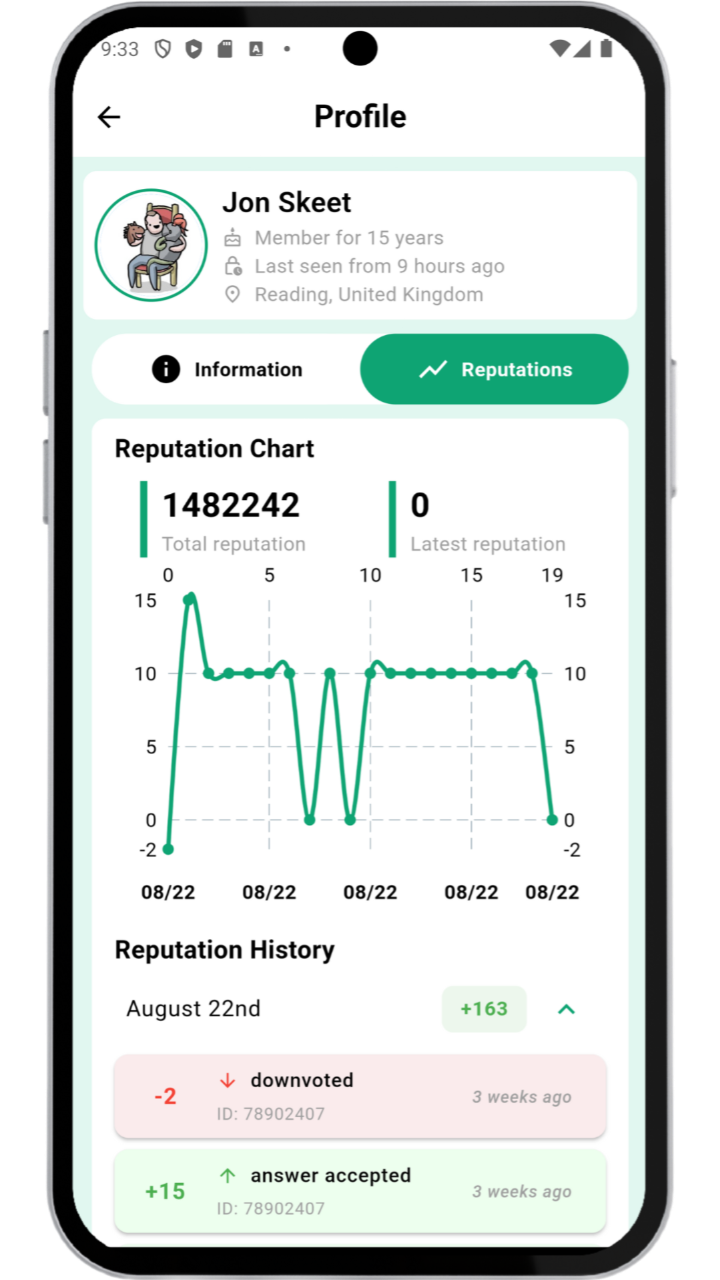 9:33
Profile
Jon Skeet
Member for 15 years
Last seen from 9 hours ago
Reading, United Kingdom
Information
Reputations
Reputation Chart
1482242
0
Total reputation
Latest reputation
0 5 10 15 19
15 15
10 10
5 5
0 0
-2 -2
08/22 08/22 08/22 08/22 08/22
Reputation History
August 22nd
+163
-2
downvoted
ID: 78902407
3 weeks ago
+15
answer accepted
ID: 78902407
3 weeks ago